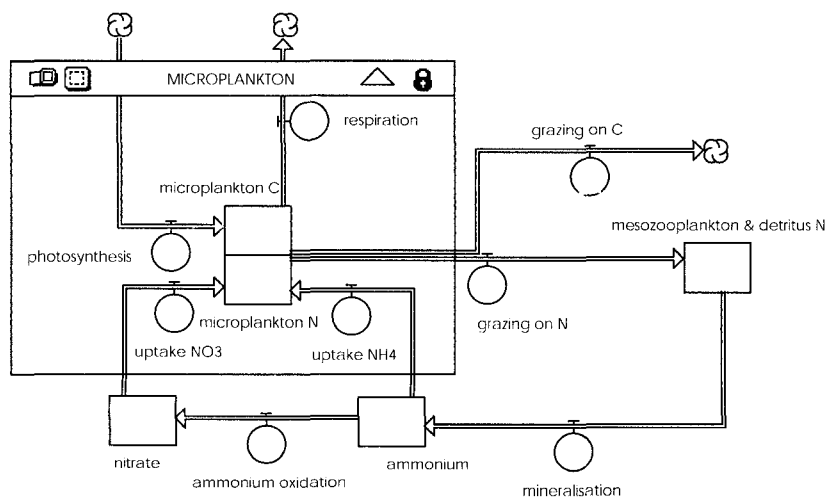 MICROPLANKTON
respiration
grazing on C
microplankton C
mesozooplankton & detritus N
photosynthesis
microplankton N
grazing on N
uptake NO3
uptake NH4
nitrate
ammonium oxidation
ammonium
mineralisation